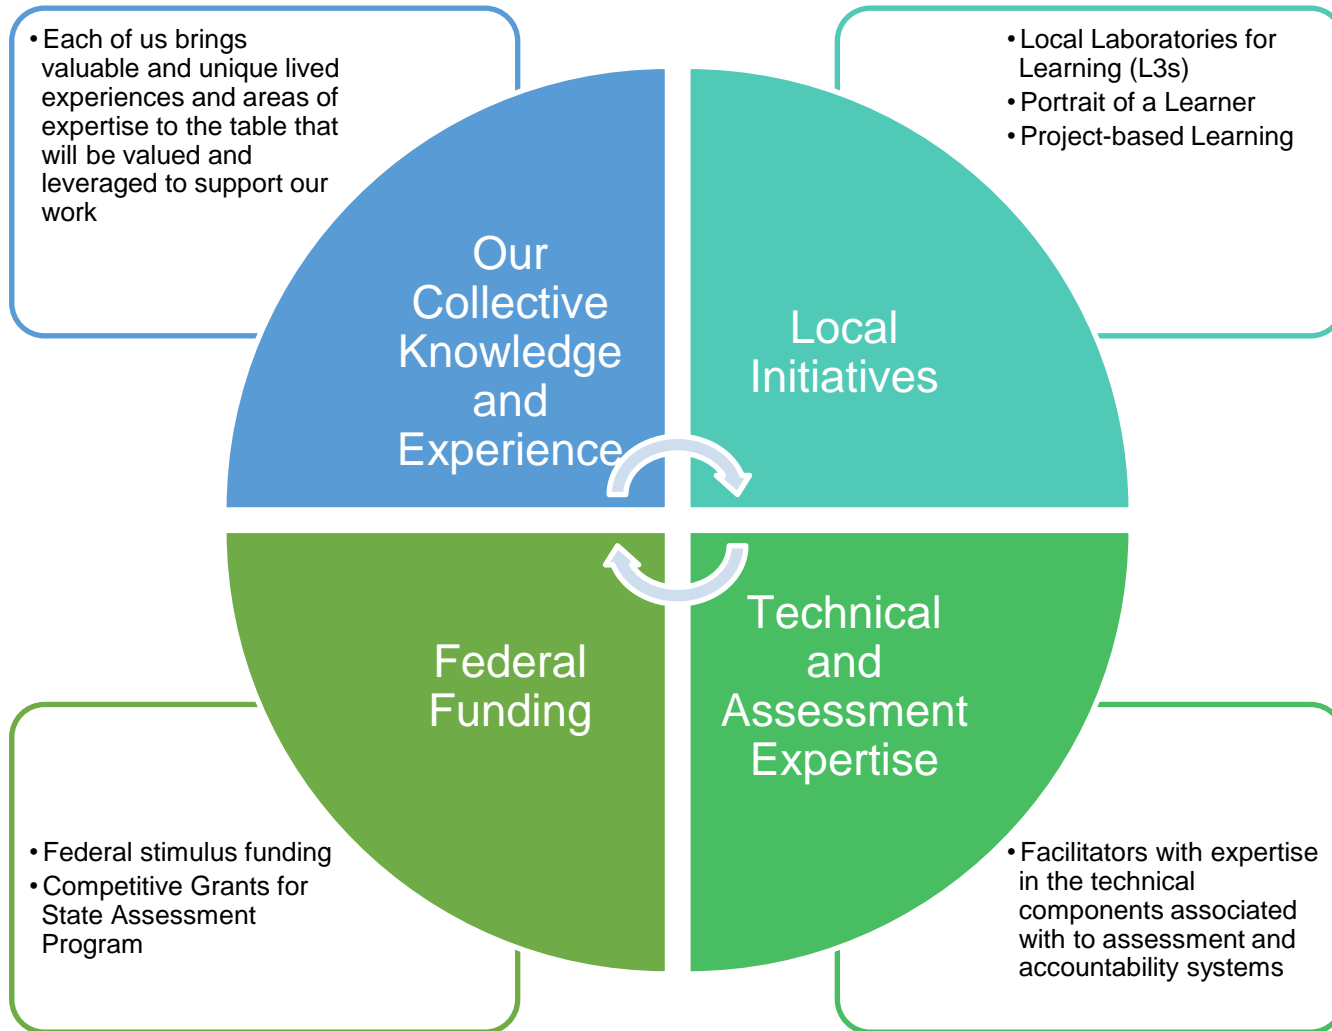 • Each of us brings
valuable and unique lived
experiences and areas of
expertise to the table that
will be valued and
leveraged to support our
work
• Local Laboratories for
Learning (L3s)
• Portrait of a Learner
• Project-based Learning
Our
Collective
Knowledge
and
Experience
Local
Initiatives
Federal
Funding
Technical
and
Assessment
Expertise
• Federal stimulus funding
• Competitive Grants for
State Assessment
Program
• Facilitators with expertise
in the technical
components associated
with to assessment and
accountability systems